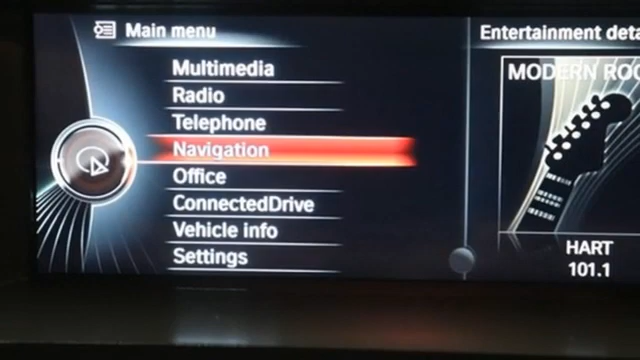 Main menu
Multimedia
Radio
Telephone
Navigation
Office
ConnectedDrive
Vehicle info
Settings
Entertainment deta
MODERN ROC
HART
101.1